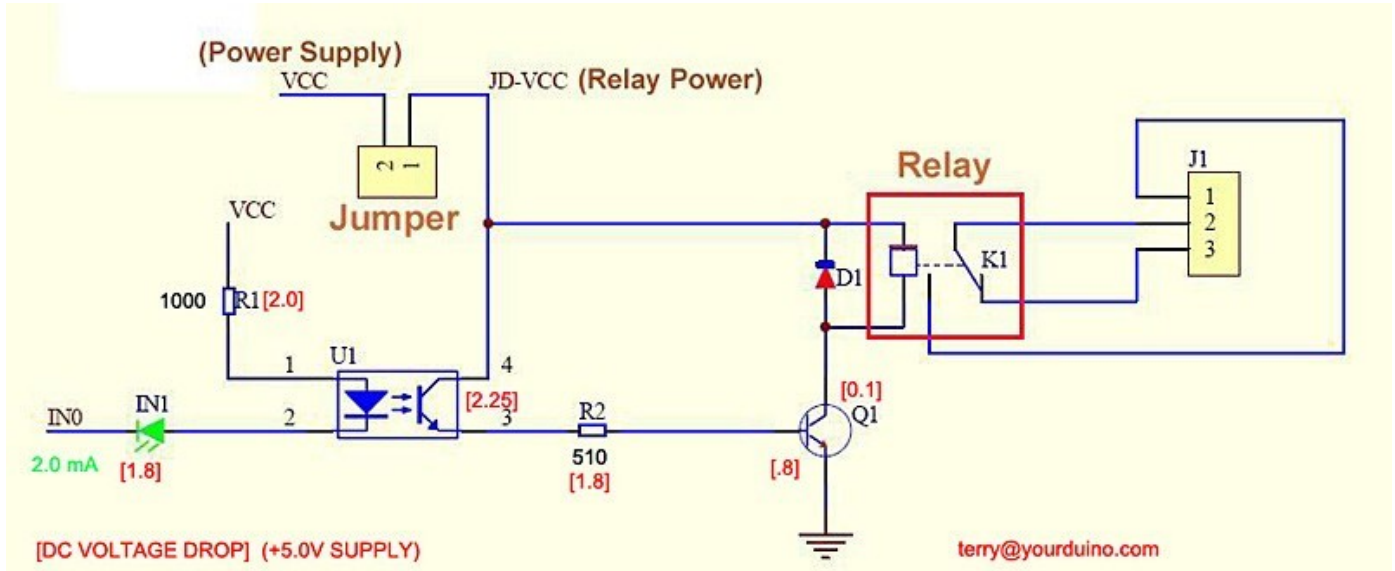 (Power Supply)
VCC
JD-VCC (Relay Power)
2 1
Jumper
Relay
J1
1
2
3
VCC
K1
D1
1000 R1 [2.0]
U1
1
4
[2.25]
[0.1]
IN0
IN1
2
3
R2
Q1
2.0 mA
[1.8]
510
[1.8]
[.8]
[DC VOLTAGE DROP] (+5.0V SUPPLY)
terry@yourduino.com